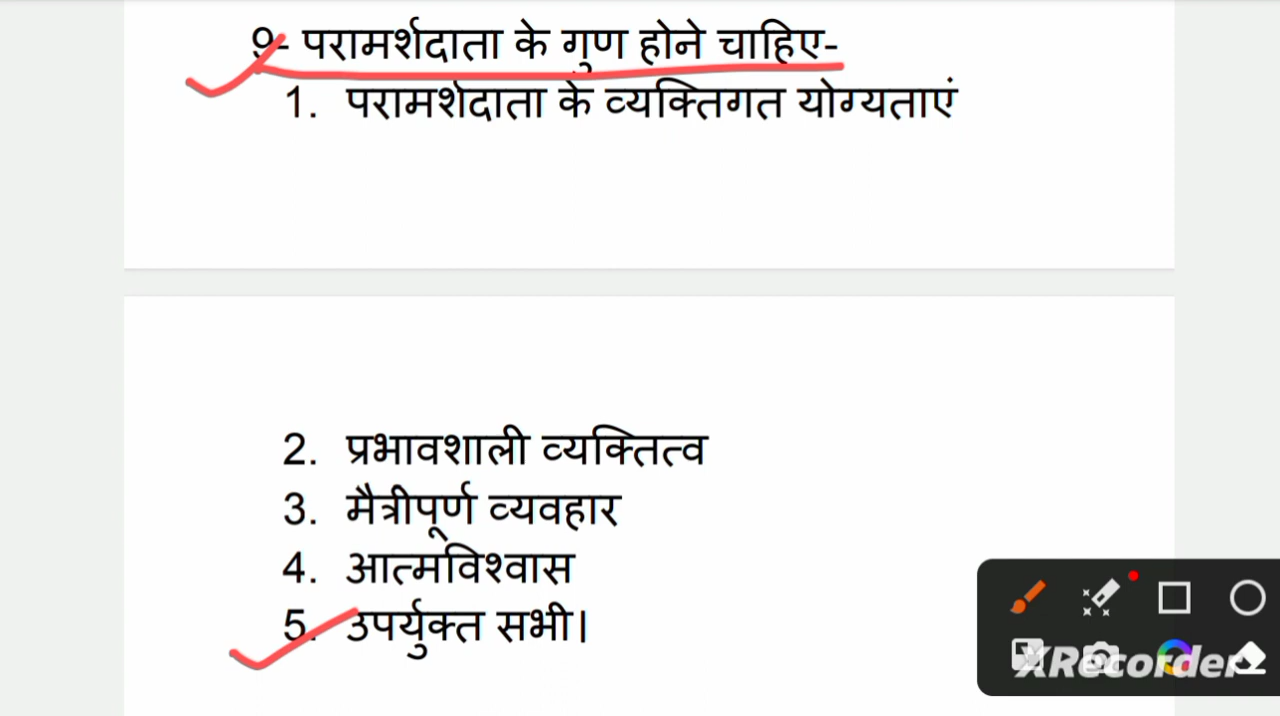 9- परामर्शदाता के गुण होने चाहिए-
1. परामर्शदाता के व्यक्तिगत योग्यताएं
2. प्रभावशाली व्यक्तित्व
3. मैत्रीपूर्ण व्यवहार
4. आत्मविश्वास
5. उपर्युक्त सभी।
XRecorder